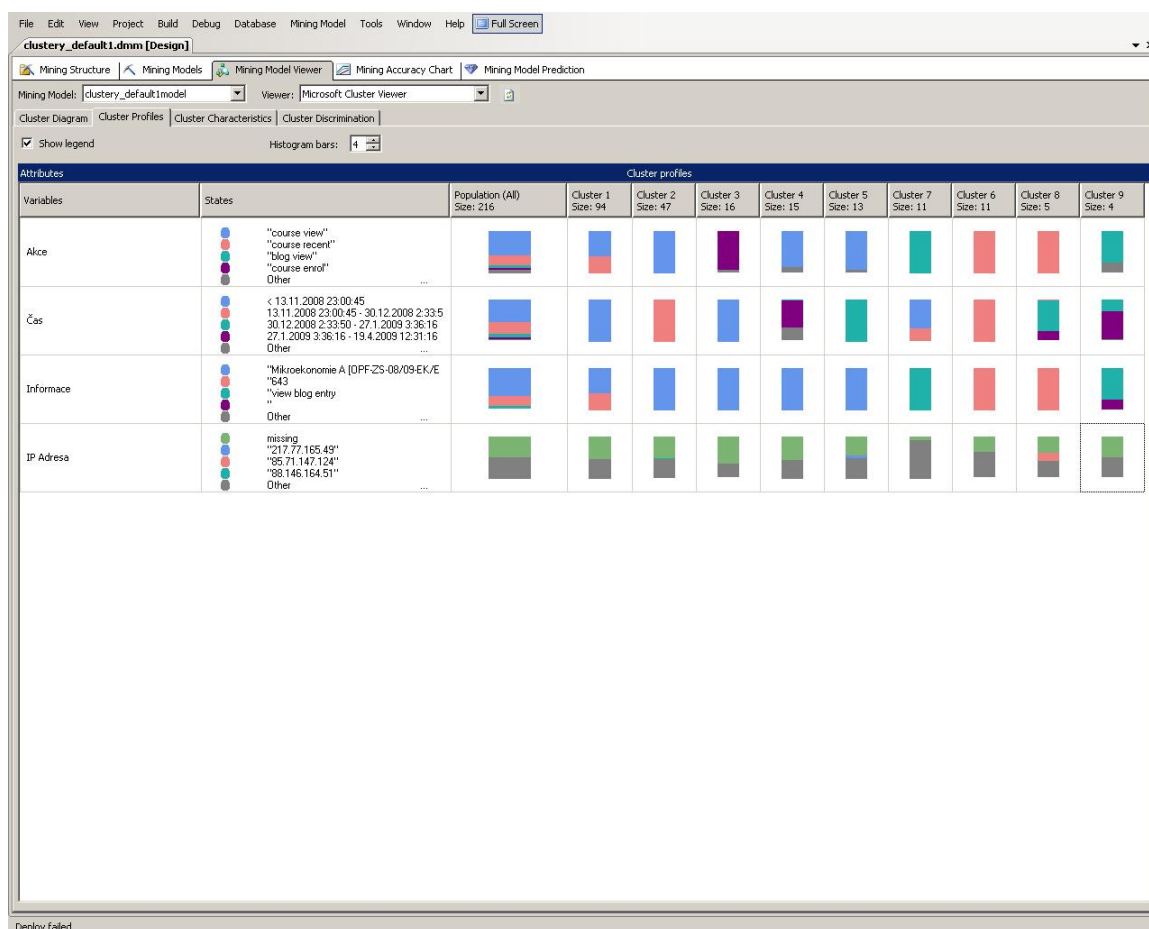 File Edit View Project Build Debug Database Mining Model Tools Window Help Full Screen
clustery_default1.dmm [Design]
Mining Structure Mining Models Mining Model Viewer Mining Accuracy Chart Mining Model Prediction
Mining Model: clustery_default1model Viewer: Microsoft Cluster Viewer
Cluster Diagram Cluster Profiles Cluster Characteristics Cluster Discrimination
Show legend Histogram bars: 4
Attributes Cluster profiles
Variables States Population (All) Size: 216 Cluster 1 Size: 94 Cluster 2 Size: 47 Cluster 3 Size: 16 Cluster 4 Size: 15 Cluster 5 Size: 13 Cluster 7 Size: 11 Cluster 6 Size: 11 Cluster 8 Size: 5 Cluster 9 Size: 4
Akce
"course view"
"course recent"
"blog view"
"course enrol"
Other ...
Čas
< 13.11.2008 23:00:45
13.11.2008 23:00:45 - 30.12.2008 2:33:5
30.12.2008 2:33:50 - 27.1.2009 3:36:16
27.1.2009 3:36:16 - 19.4.2009 12:31:16
Other ...
Informace
"Mikroekonomie A [OPF-ZS-08/09-EK/E
"643
"view blog entry
"
Other ...
IP Adresa
missing
"217.77.165.49"
"85.71.147.124"
"88.146.164.51"
Other ...
Deploy failed